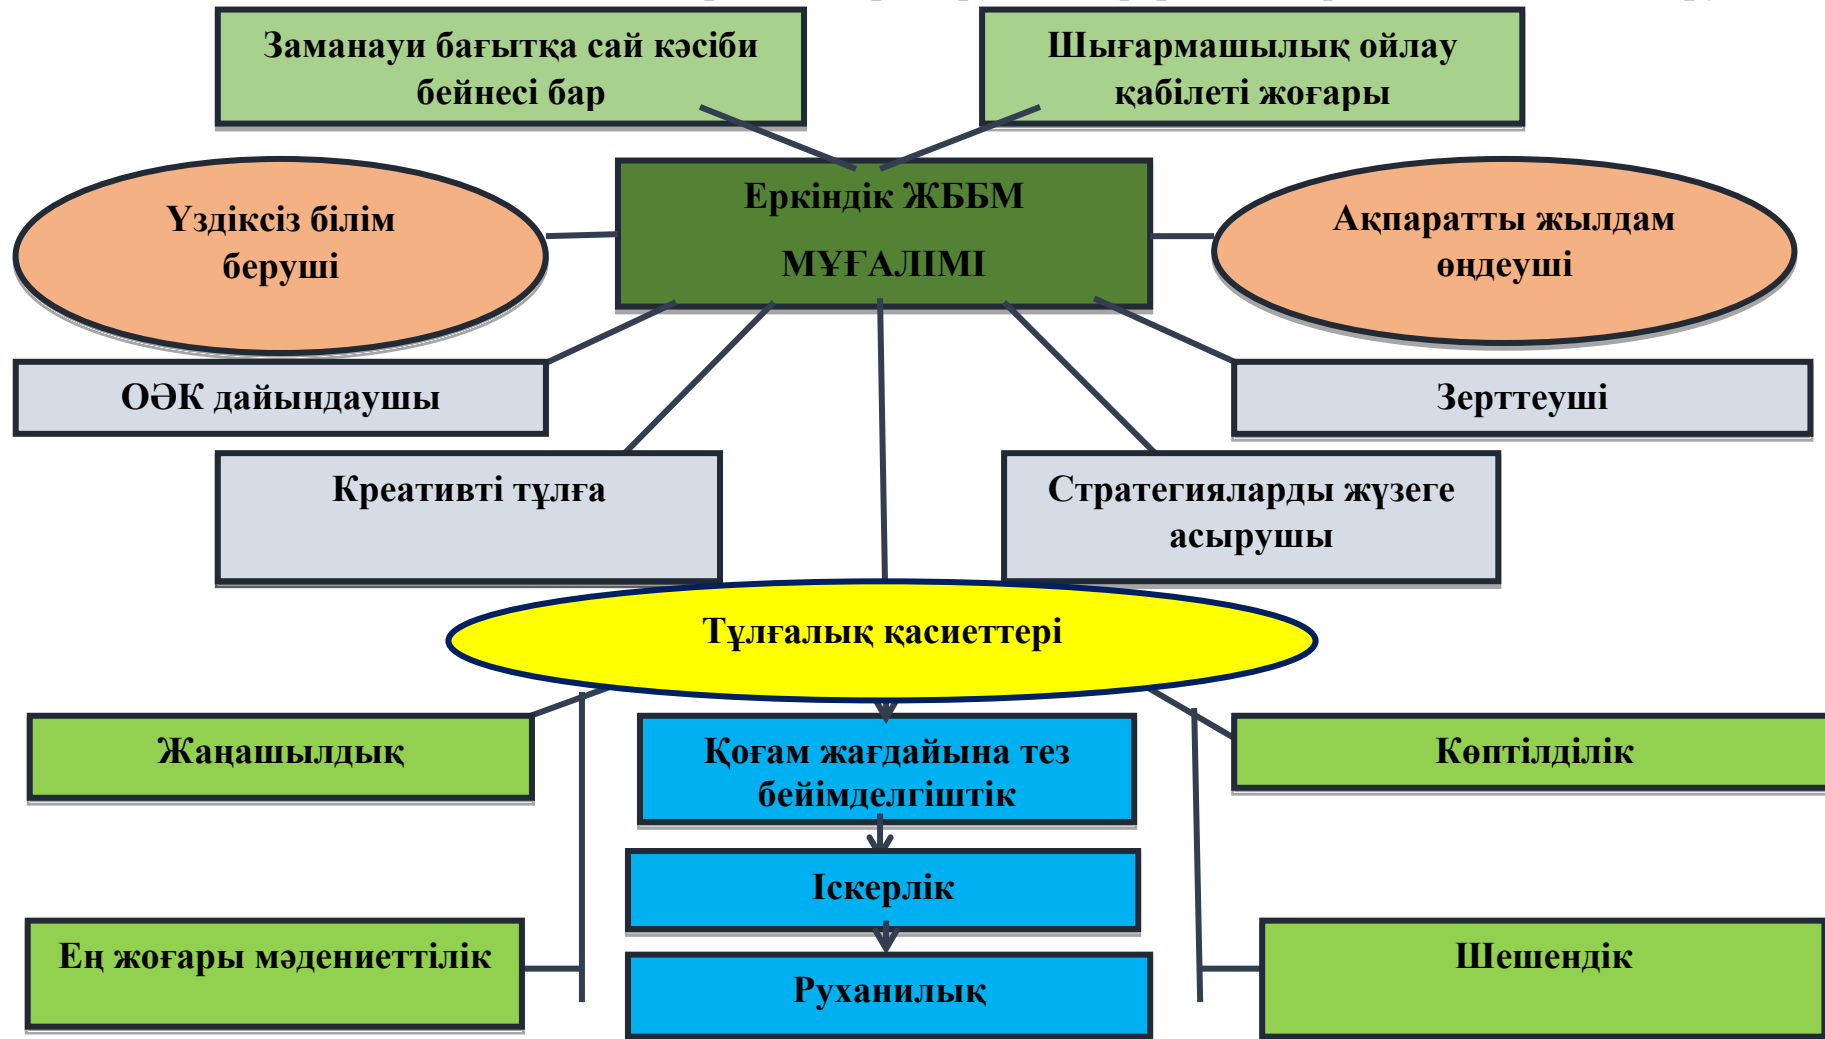 Заманауи бағытқа сай кәсіби
бейнесі бар
Шығармашылық ойлау
қабілеті жоғары
Еркіндік ЖББМ
МҰҒАЛІМІ
Үздіксіз білім
беруші
Ақпаратты жылдам
өңдеуші
ОӘК дайындаушы
Зерттеуші
Креативті тұлға
Стратегияларды жүзеге
асырушы
Тұлғалық қасиеттері
Жаңашылдық
Қоғам жағдайына тез
бейімделгіштік
Көптілділік
Іскерлік
Ең жоғары мәдениеттілік
Шешендік
Руханилық